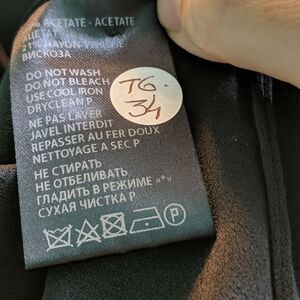 % ACETATE - ACETATE
АЦЕТАТ
21% RAYON - VISCOSE
ВИСКОЗА
DO NOT WASH
DO NOT BLEACH
USE COOL IRON
DRYCLEAN P
NE PAS LAVER
JAVEL INTERDIT
REPASSER AU FER DOUX
NETTOYAGE A SEC P
НЕ СТИРАТЬ
НЕ ОТБЕЛИВАТЬ
ГЛАДИТЬ В РЕЖИМЕ «•»
СУХАЯ ЧИСТКА P
P
TG.
34